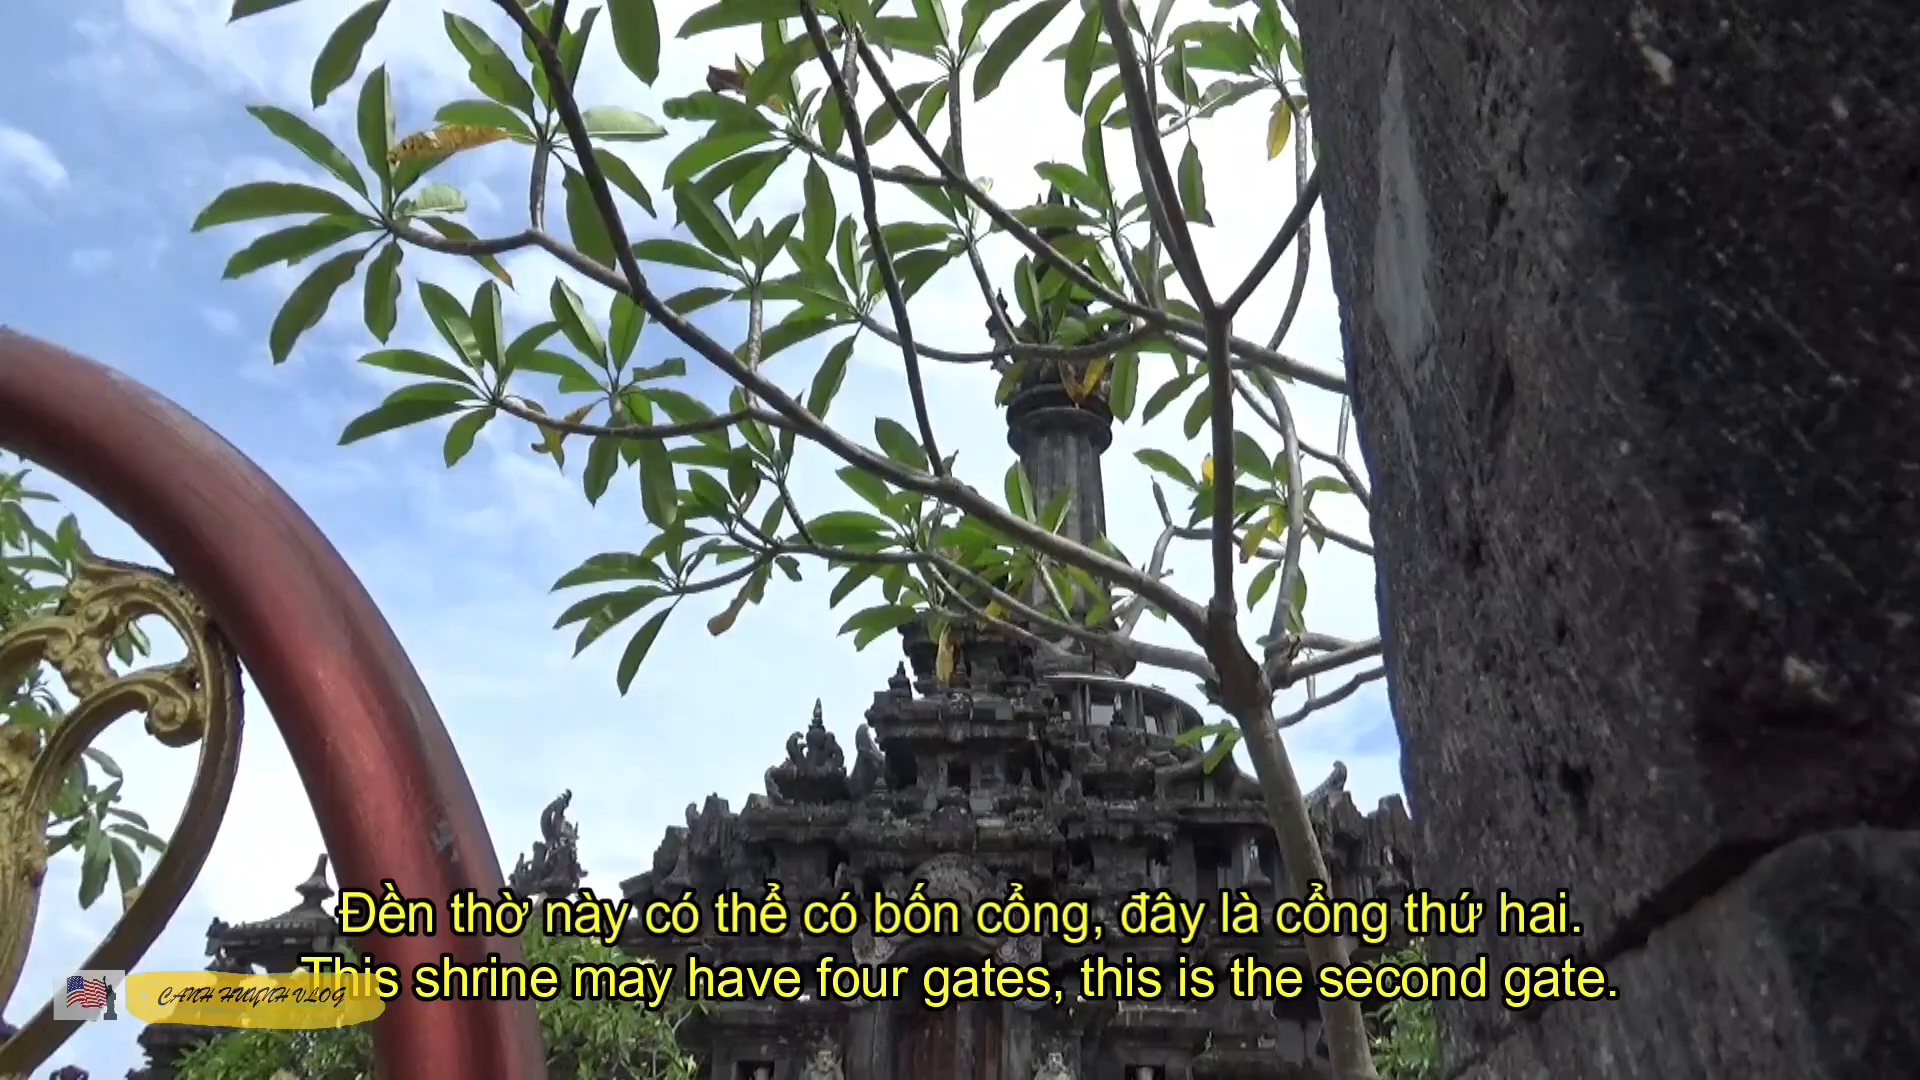 Đền thờ này có thể có bốn cổng, đây là cổng thứ hai.
This shrine may have four gates, this is the second gate.
CANH HUYNH VLOG